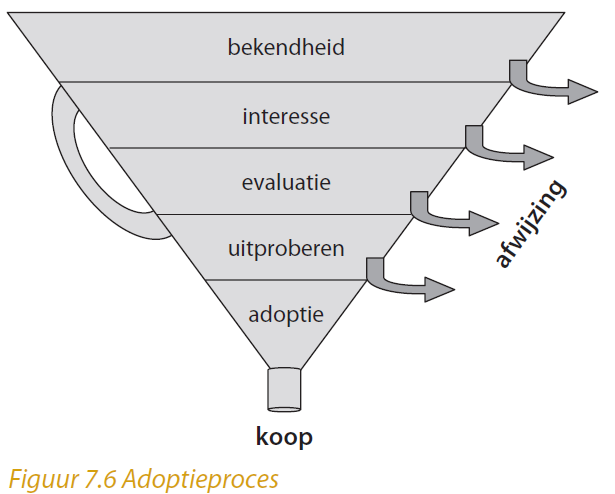 bekendheid
interesse
evaluatie
uitproberen
adoptie
afwijzing
koop
Figuur 7.6 Adoptieproces